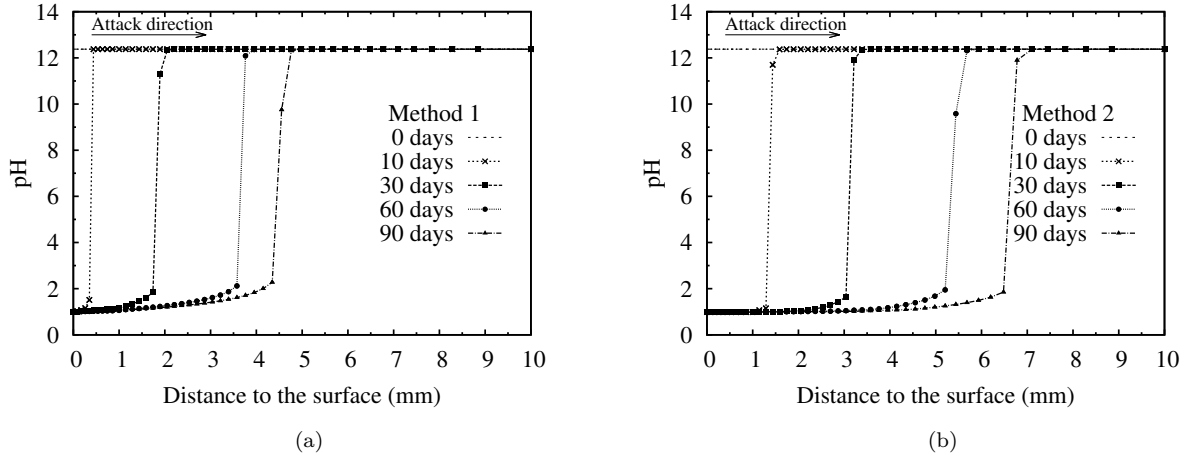 14
12
10
8
6
4
2
0
pH
Attack direction
Method 1
0 days
10 days
30 days
60 days
90 days
0 1 2 3 4 5 6 7 8 9 10
Distance to the surface (mm)
(a)
14
12
10
8
6
4
2
0
pH
Attack direction
Method 2
0 days
10 days
30 days
60 days
90 days
0 1 2 3 4 5 6 7 8 9 10
Distance to the surface (mm)
(b)